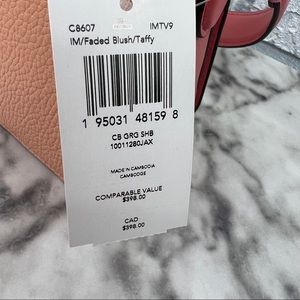 C8607 IMTV9
IM/Faded Blush/Taffy
1 95031 48159 8
CB GRG SHB
10011280JAX
MADE IN CAMBODIA
CAMBODGE
COMPARABLE VALUE
$398.00
CAD
$398.00